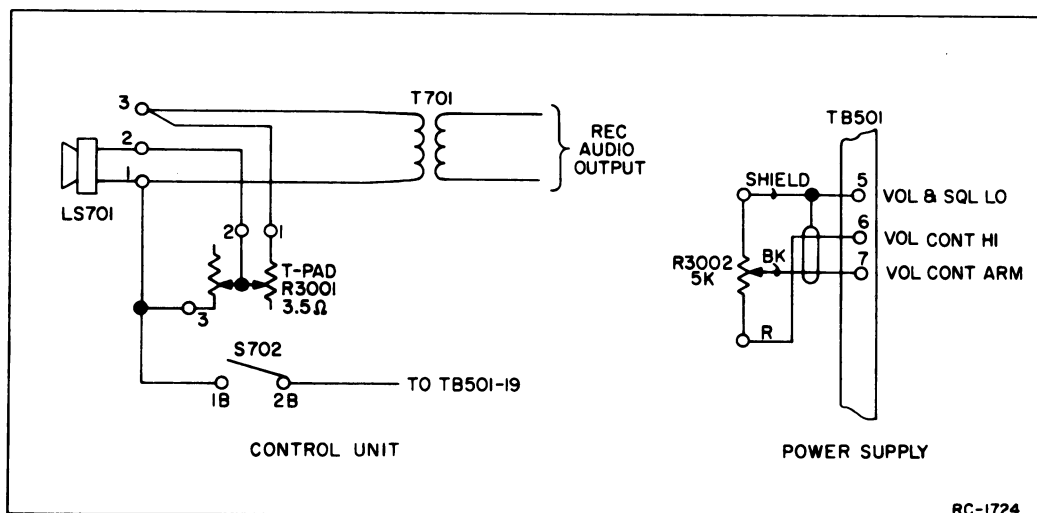 3
T701
2
1
LS701
REC
AUDIO
OUTPUT
2
1
T-PAD
R3001
3.5Ω
3
S702
1B
2B
TO TB501-19
CONTROL UNIT
TB501
SHIELD
5
VOL & SQL LO
6
VOL CONT HI
BK
7
VOL CONT ARM
R3002
5K
R
POWER SUPPLY
RC-1724